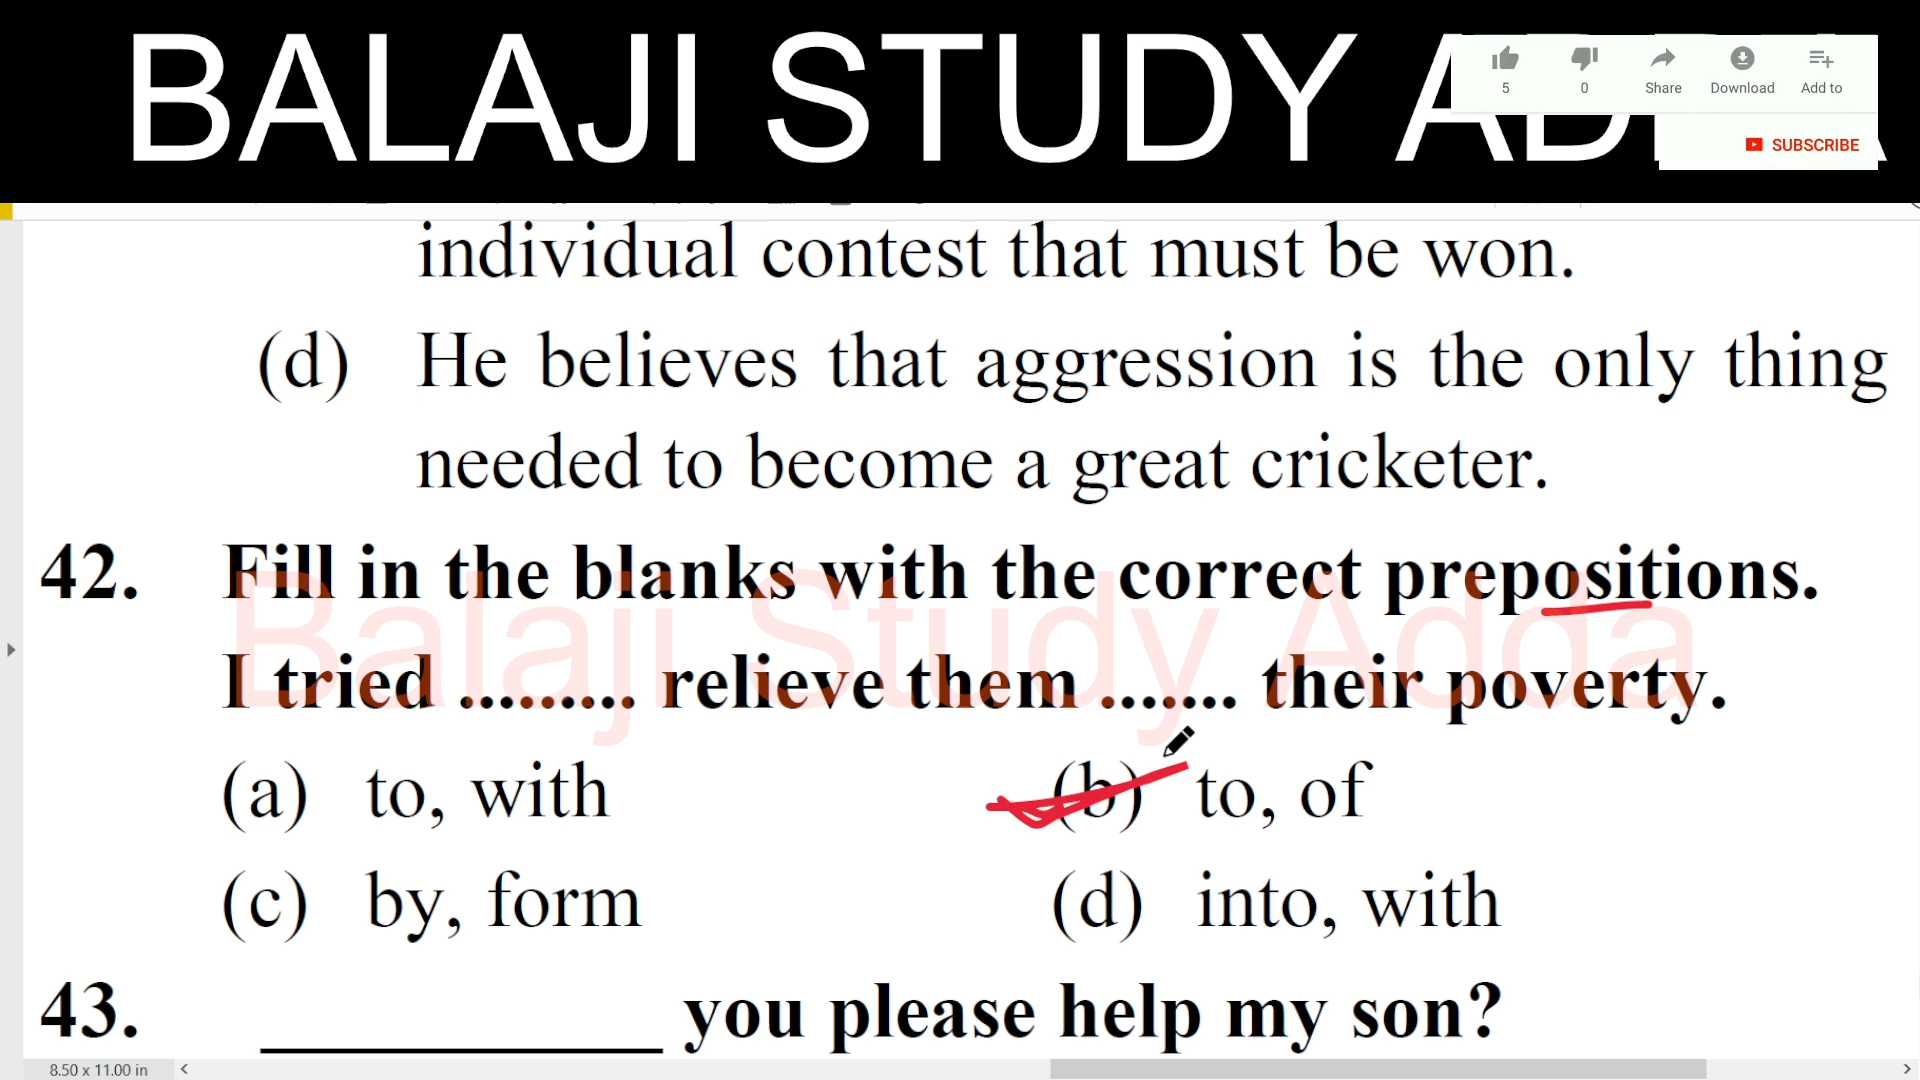 BALAJI STUDY AD
5 0 Share Download Add to
SUBSCRIBE
individual contest that must be won.
(d) He believes that aggression is the only thing
needed to become a great cricketer.
42. Fill in the blanks with the correct prepositions.
Balaji Study Adda
I tried ......... relieve them ....... their poverty.
(a) to, with (b) to, of
(c) by, form (d) into, with
43. __________ you please help my son?
8.50 x 11.00 in